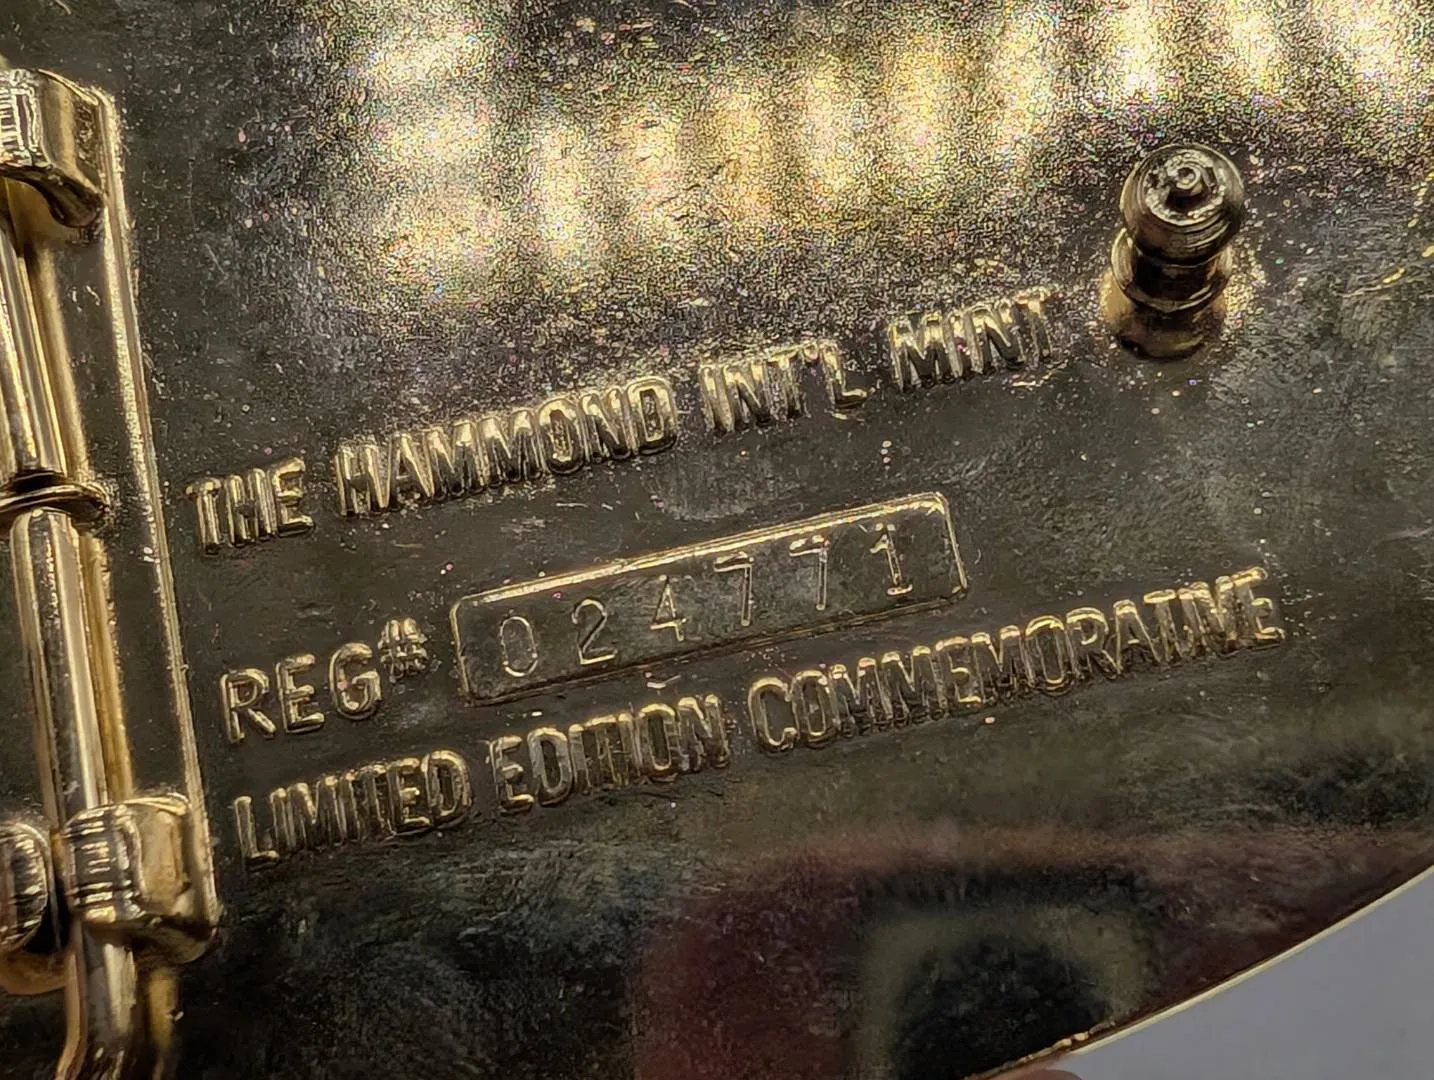 THE HAMMOND INT'L MINT
REG# 024771
LIMITED EDITION COMMEMORATIVE